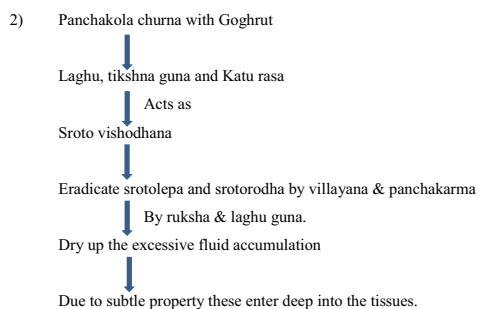 2) Panchakola churna with Goghrut
Laghu, tikshna guna and Katu rasa
Acts as
Sroto vishodhana
Eradicate srotolepa and srotorodha by villayana & panchakarma
By ruksha & laghu guna.
Dry up the excessive fluid accumulation
Due to subtle property these enter deep into the tissues.